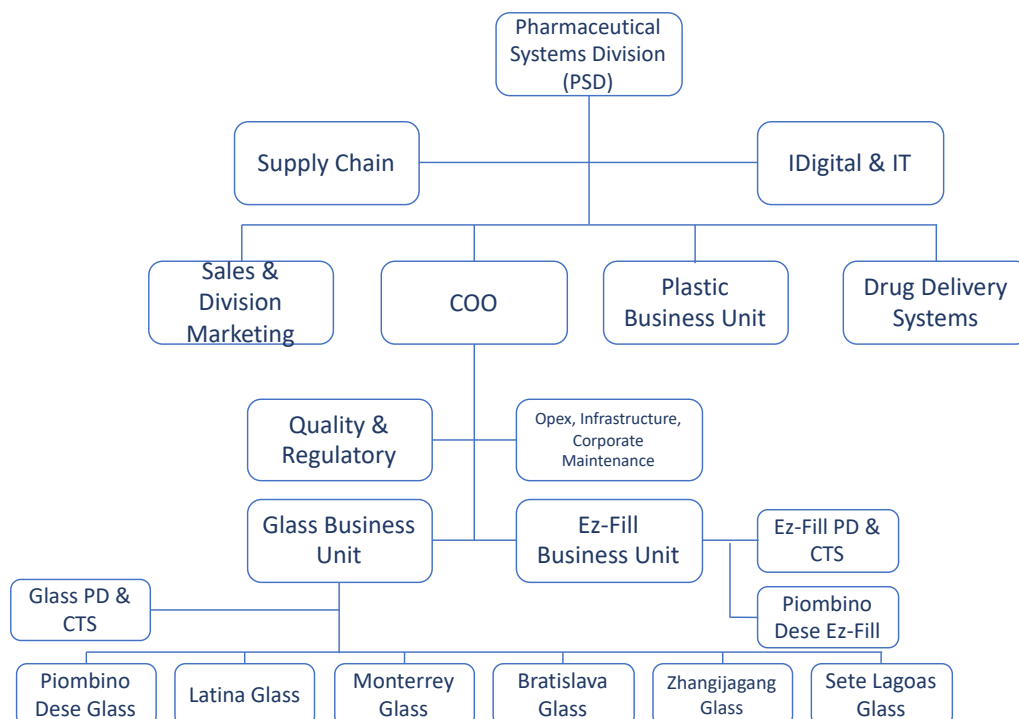 Pharmaceutical
Systems Division
(PSD)
Supply Chain
IDigital & IT
Sales &
Division
Marketing
COO
Plastic
Business Unit
Drug Delivery
Systems
Quality &
Regulatory
Opex, Infrastructure,
Corporate
Maintenance
Glass Business
Unit
Ez-Fill
Business Unit
Ez-Fill PD &
CTS
Glass PD &
CTS
Piombino
Dese Ez-Fill
Piombino
Dese Glass
Latina Glass
Monterrey
Glass
Bratislava
Glass
Zhangijagang
Glass
Sete Lagoas
Glass